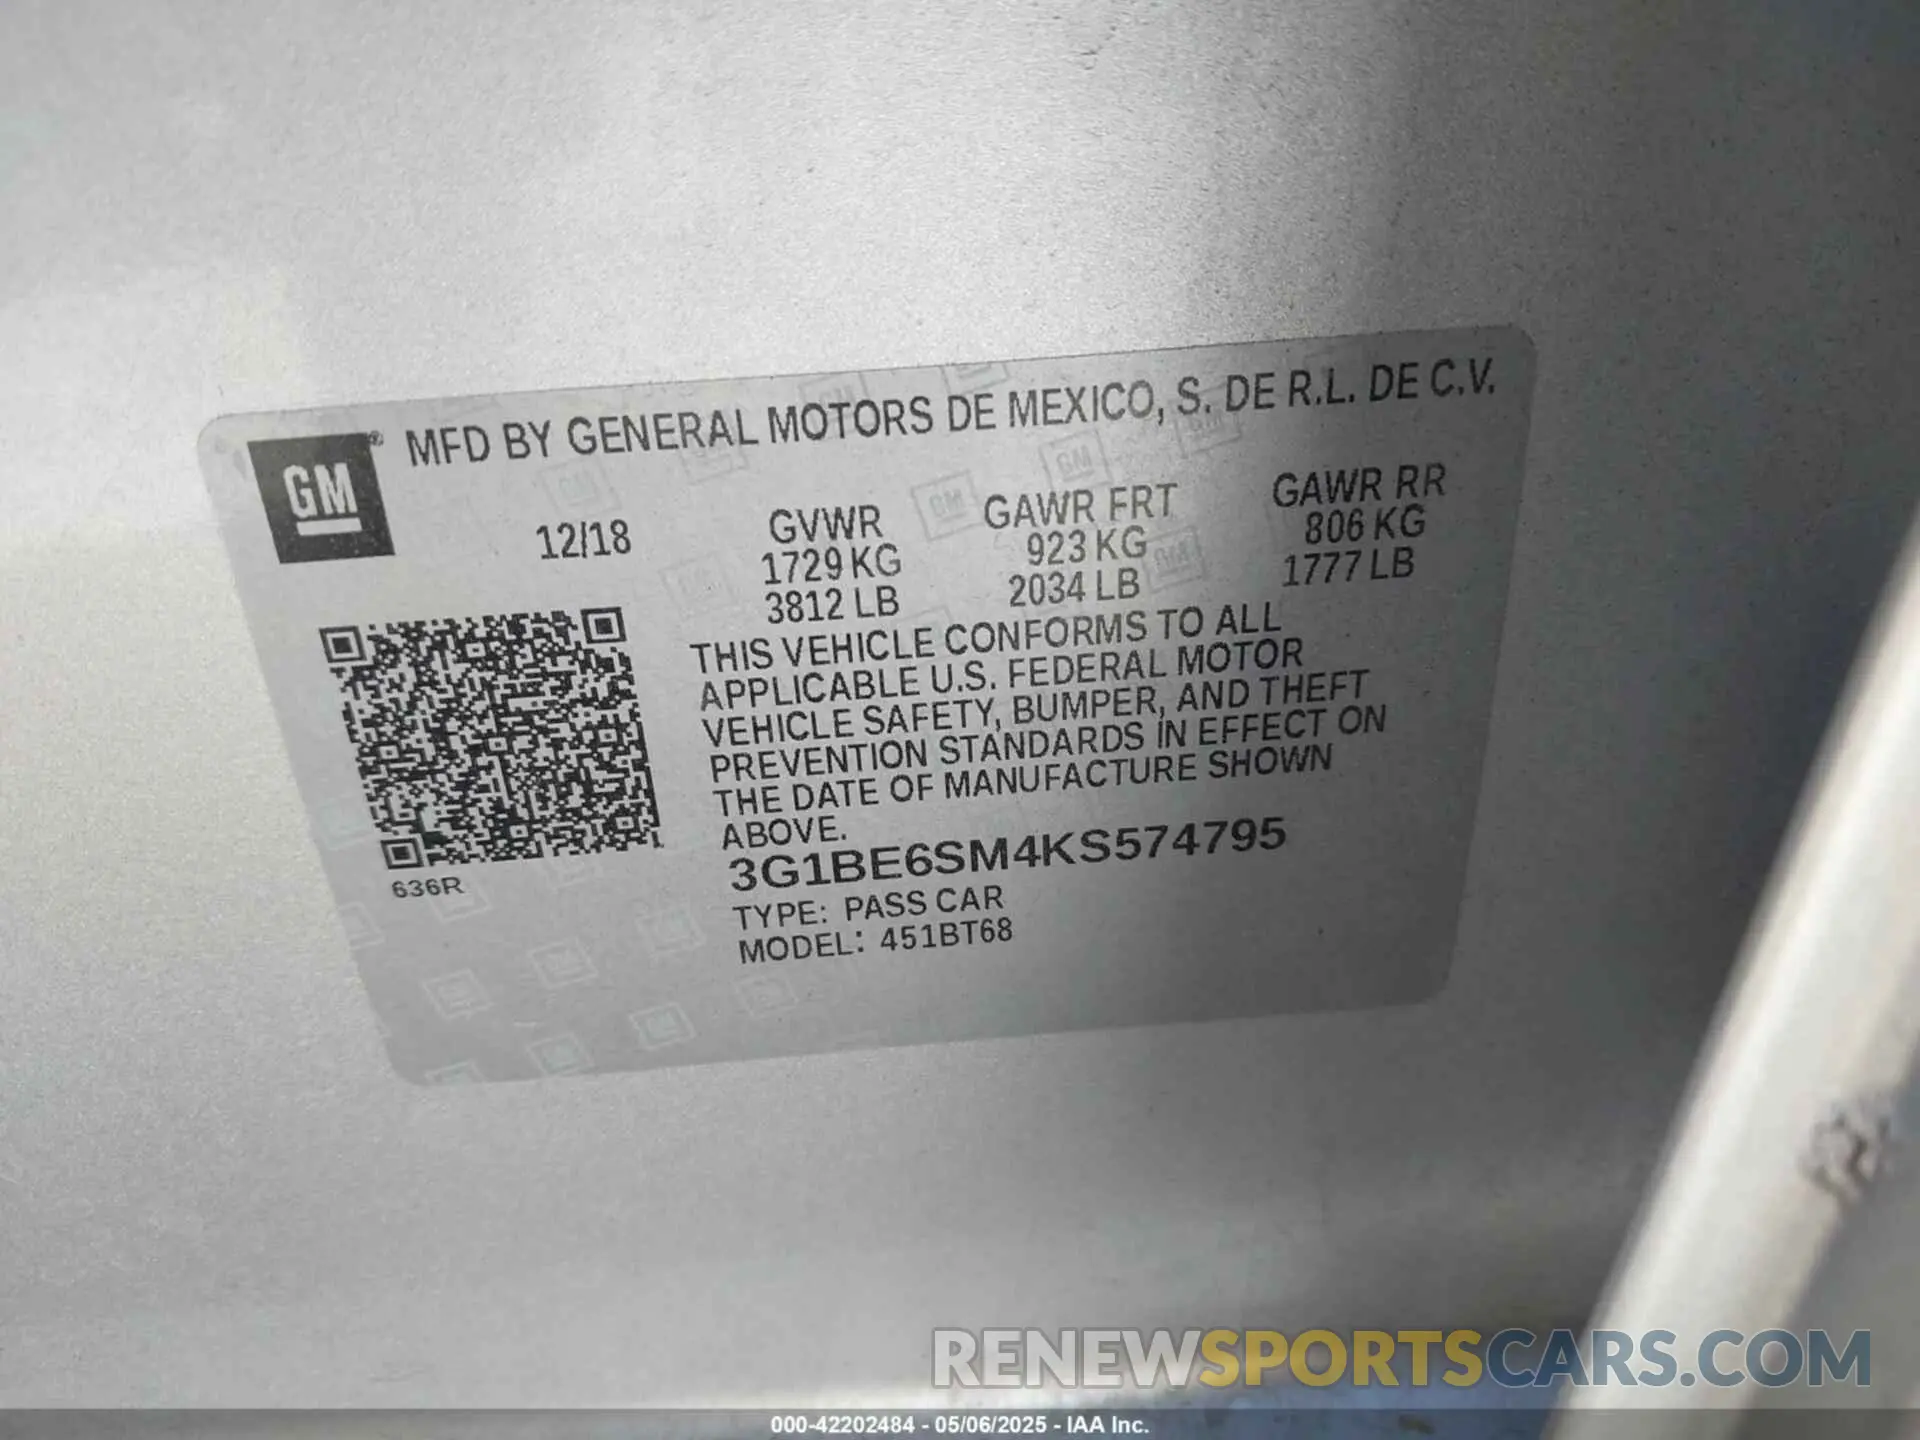 GM ® MFD BY GENERAL MOTORS DE MEXICO, S. DE R.L. DE C.V.
12/18 GVWR GAWR FRT GAWR RR
1729 KG 923 KG 806 KG
3812 LB 2034 LB 1777 LB
THIS VEHICLE CONFORMS TO ALL
APPLICABLE U.S. FEDERAL MOTOR
VEHICLE SAFETY, BUMPER, AND THEFT
PREVENTION STANDARDS IN EFFECT ON
THE DATE OF MANUFACTURE SHOWN
ABOVE.
3G1BE6SM4KS574795
636R
TYPE: PASS CAR
MODEL: 451BT68
RENEWSPORTSCARS.COM
000-42202484 - 05/06/2025 - IAA Inc.